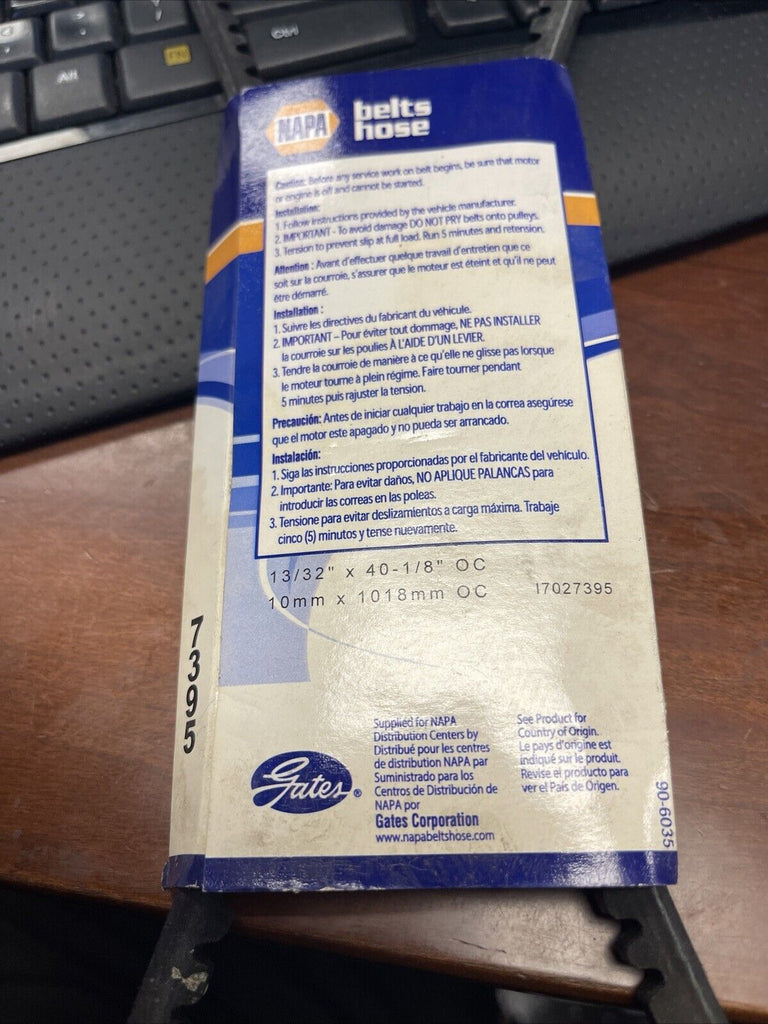 Alt
Fn
Ctrl
NAPA
belts
hose
Caution: Before any service work on belt begins, be sure that motor
or engine is off and cannot be started.
Installation:
1. Follow instructions provided by the vehicle manufacturer.
2. IMPORTANT - To avoid damage DO NOT PRY belts onto pulleys.
3. Tension to prevent slip at full load. Run 5 minutes and retension.
Attention : Avant d'effectuer quelque travail d'entretien que ce
soit sur la courroie, s'assurer que le moteur est éteint et qu'il ne peut
être démarré.
Installation :
1. Suivre les directives du fabricant du véhicule.
2. IMPORTANT – Pour éviter tout dommage, NE PAS INSTALLER
la courroie sur les poulies À L'AIDE D'UN LEVIER.
3. Tendre la courroie de manière à ce qu'elle ne glisse pas lorsque
le moteur tourne à plein régime. Faire tourner pendant
5 minutes puis rajuster la tension.
Precaución: Antes de iniciar cualquier trabajo en la correa asegúrese
que el motor este apagado y no pueda ser arrancado.
Instalación:
1. Siga las instrucciones proporcionadas por el fabricante del vehículo.
2. Importante: Para evitar daños, NO APLIQUE PALANCAS para
introducir las correas en las poleas.
3. Tensione para evitar deslizamientos a carga máxima. Trabaje
cinco (5) minutos y tense nuevamente.
13/32" x 40-1/8" OC
10mm x 1018mm OC
I7027395
7395
Gates®
Supplied for NAPA
Distribution Centers by
Distribué pour les centres
de distribution NAPA par
Suministrado para los
Centros de Distribución de
NAPA por
Gates Corporation
www.napabeltshose.com
See Product for
Country of Origin.
Le pays d'origine est
indiqué sur le produit.
Revise el producto para
ver el País de Origen.
90-6035